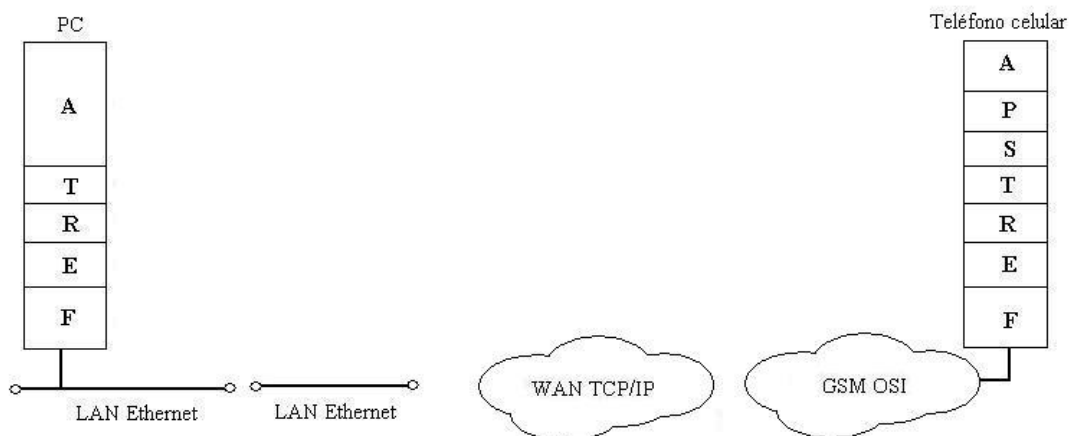 PC
A
T
R
E
F
LAN Ethernet
LAN Ethernet
WAN TCP/IP
GSM OSI
Teléfono celular
A
P
S
T
R
E
F